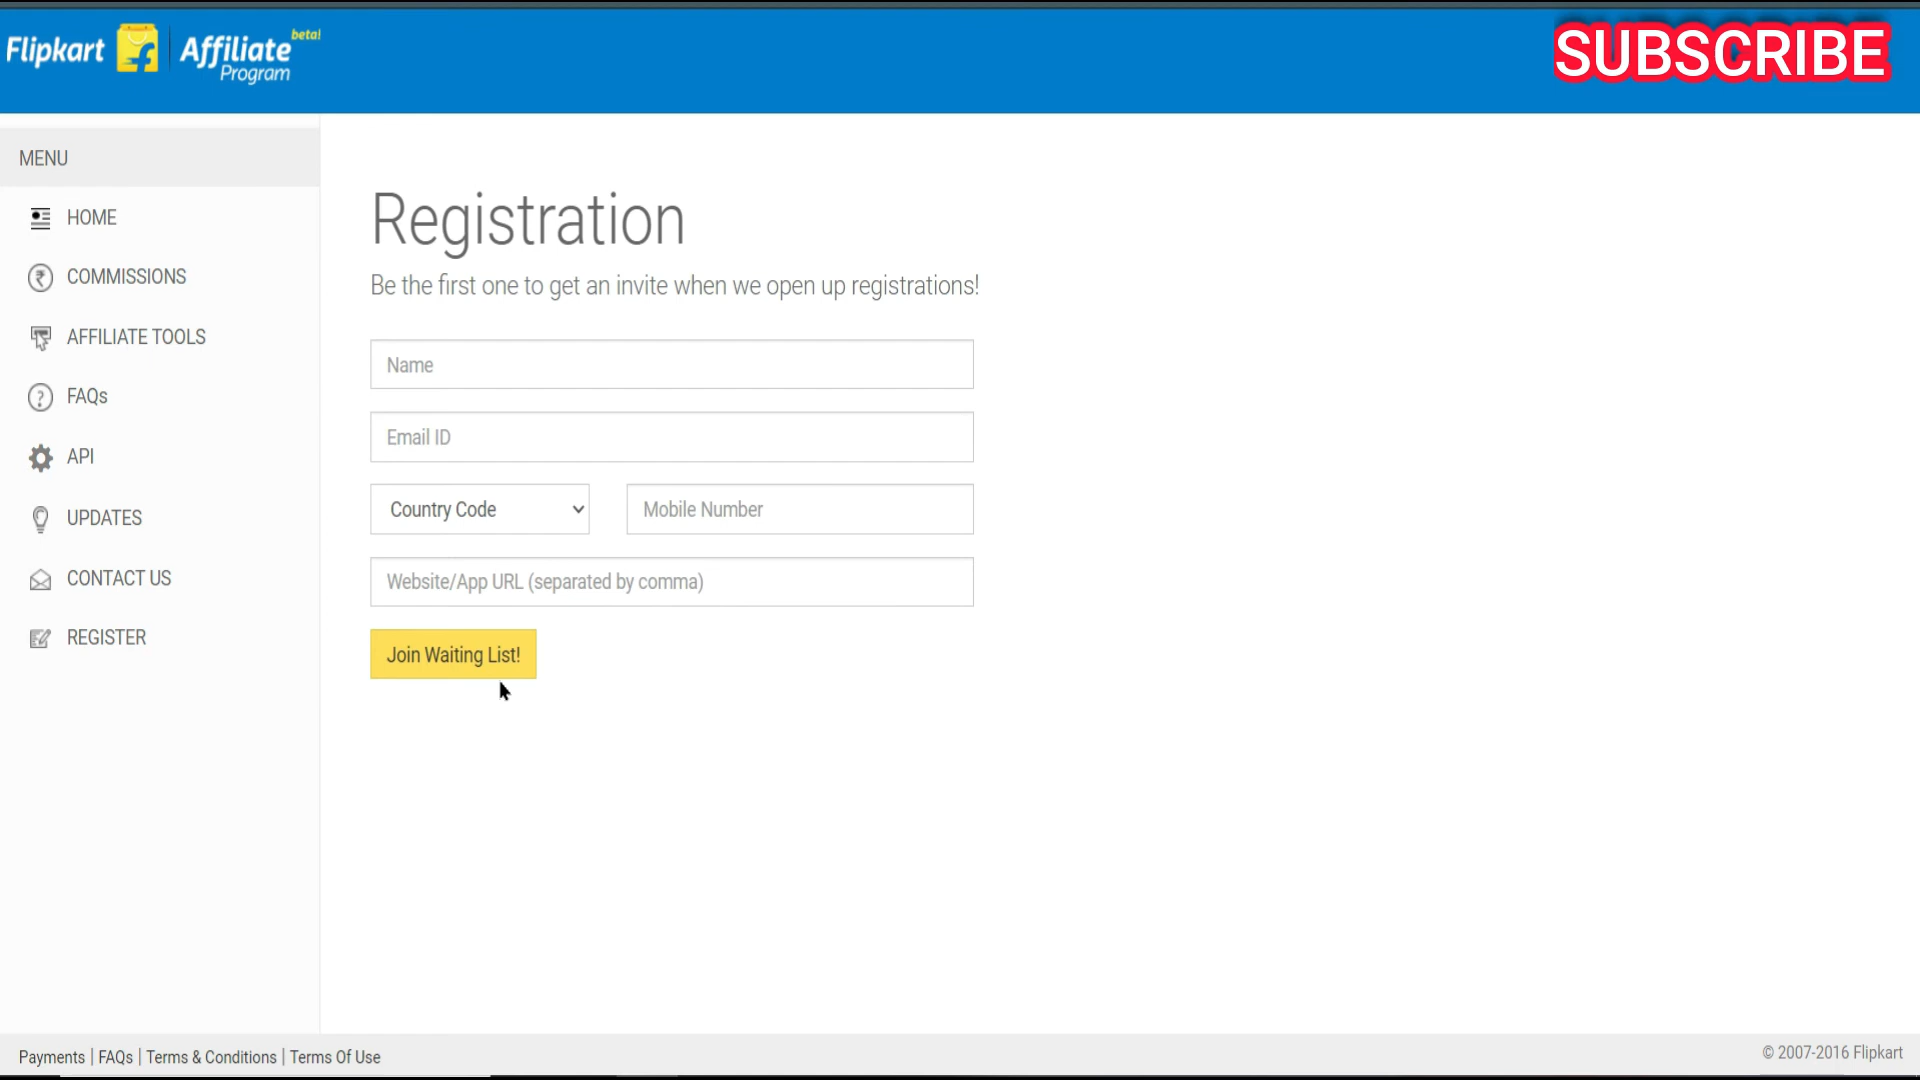 Flipkart Affiliate beta!
Program
SUBSCRIBE
MENU
HOME
COMMISSIONS
AFFILIATE TOOLS
FAQs
API
UPDATES
CONTACT US
REGISTER
Registration
Be the first one to get an invite when we open up registrations!
Name
Email ID
Country Code Mobile Number
Website/App URL (separated by comma)
Join Waiting List!
Payments | FAQs | Terms & Conditions | Terms Of Use
© 2007-2016 Flipkart